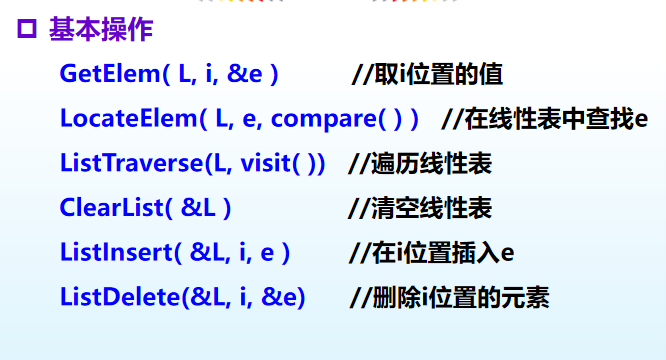 基本操作
GetElem( L, i, &e ) //取i位置的值
LocateElem( L, e, compare( ) ) //在线性表中查找e
ListTraverse(L, visit( )) //遍历线性表
ClearList( &L ) //清空线性表
ListInsert( &L, i, e ) //在i位置插入e
ListDelete(&L, i, &e) //删除i位置的元素